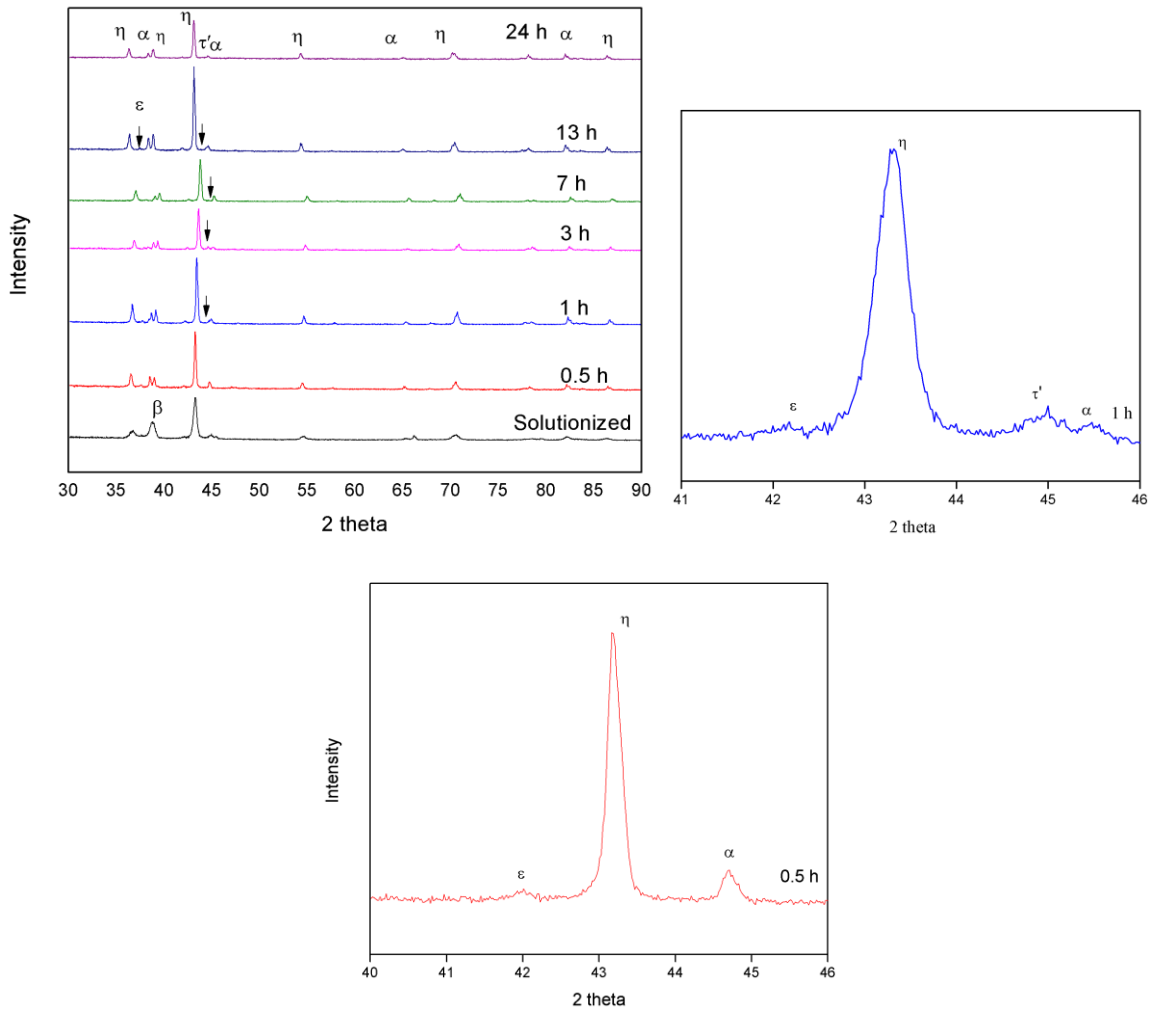 η α η η τ'α η α η 24 h α η
ε
13 h
7 h
3 h
1 h
0.5 h
β
Solutionized
Intensity
30 35 40 45 50 55 60 65 70 75 80 85 90
2 theta
η
ε
τ'
α
1 h
41 42 43 44 45 46
2 theta
η
ε
α
0.5 h
Intensity
40 41 42 43 44 45 46
2 theta